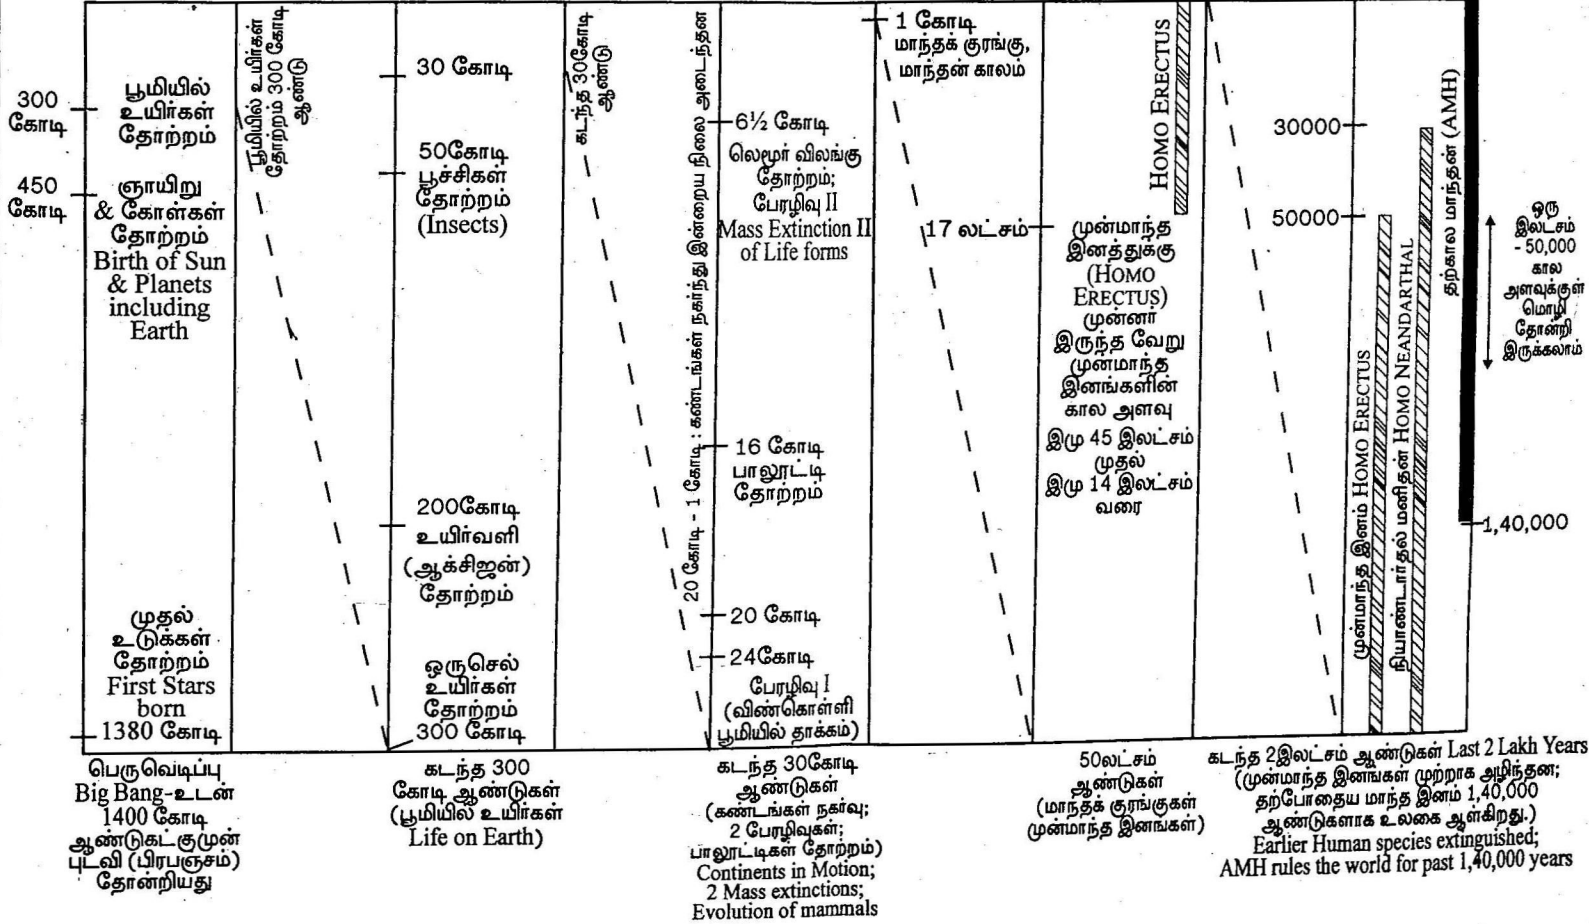 300
கோடி
பூமியில்
உயிர்கள்
தோற்றம்
450
கோடி
ஞாயிறு
& கோள்கள்
தோற்றம்
Birth of Sun
& Planets
including
Earth
முதல்
உடுக்கள்
தோற்றம்
First Stars
born
1380 கோடி
பெருவெடிப்பு
Big Bang-உடன்
1400 கோடி
ஆண்டுகட்குமுன்
புடவி (பிரபஞ்சம்)
தோன்றியது
பூமியில் உயிர்கள்
தோற்றம் 300 கோடி
ஆண்டு
30 கோடி
50கோடி
பூச்சிகள்
தோற்றம்
(Insects)
200கோடி
உயிர்வளி
(ஆக்சிஜன்)
தோற்றம்
ஒருசெல்
உயிர்கள்
தோற்றம்
300 கோடி
கடந்த 300
கோடி ஆண்டுகள்
(பூமியில் உயிர்கள்
Life on Earth)
கடந்த 30கோடி
ஆண்டு
20 கோடி - 1 கோடி : கண்டங்கள் நகர்ந்து இன்றைய நிலை அடைந்தன
6½ கோடி
லெமூர் விலங்கு
தோற்றம்;
பேரழிவு II
Mass Extinction II
of Life forms
16 கோடி
பாலூட்டி
தோற்றம்
20 கோடி
24கோடி
பேரழிவு I
(விண்கொள்ளி
பூமியில் தாக்கம்)
கடந்த 30கோடி
ஆண்டுகள்
(கண்டங்கள் நகர்வு;
2 பேரழிவுகள்;
பாலூட்டிகள் தோற்றம்)
Continents in Motion;
2 Mass extinctions;
Evolution of mammals
1 கோடி
மாந்தக் குரங்கு,
மாந்தன் காலம்
17 லட்சம்
HOMO ERECTUS
முன்மாந்த
இனத்துக்கு
(HOMO
ERECTUS)
முன்னர்
இருந்த வேறு
முன்மாந்த
இனங்களின்
கால அளவு
இமு 45 இலட்சம்
முதல்
இமு 14 இலட்சம்
வரை
50லட்சம்
ஆண்டுகள்
(மாந்தக் குரங்குகள்
முன்மாந்த இனங்கள்)
30000
50000
முன்மாந்த இனம் HOMO ERECTUS
நியாண்டார்தல் மனிதன் HOMO NEANDARTHAL
தற்கால மாந்தன் (AMH)
1,40,000
ஒரு
இலட்சம்
- 50,000
கால
அளவுக்குள்
மொழி
தோன்றி
இருக்கலாம்
கடந்த 2இலட்சம் ஆண்டுகள் Last 2 Lakh Years
(முன்மாந்த இனங்கள் முற்றாக அழிந்தன;
தற்போதைய மாந்த இனம் 1,40,000
ஆண்டுகளாக உலகை ஆள்கிறது.)
Earlier Human species extinguished;
AMH rules the world for past 1,40,000 years